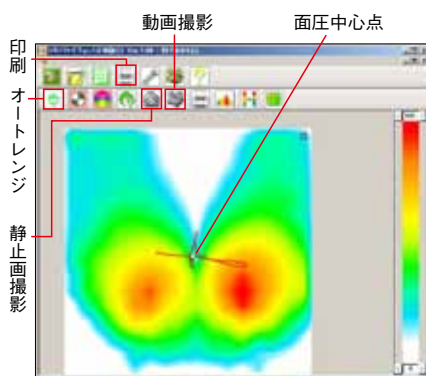 動画撮影
面圧中心点
印刷
オートレンジ
静止画撮影